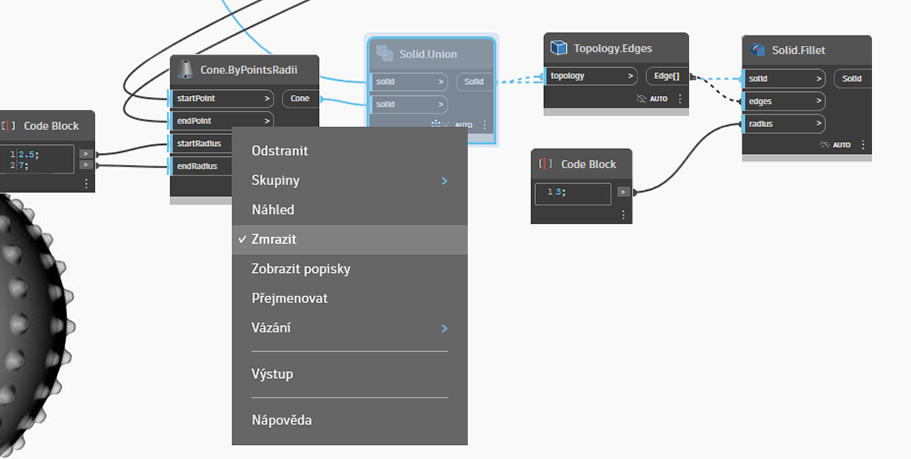 Code Block
1 2.5;
2 7;
>
>
Cone.ByPointsRadii
startPoint >
Cone
endPoint >
startRadius
endRadius
Solid.Union
solid >
Solid
solid >
AUTO
Topology.Edges
topology >
Edge[]
AUTO
Code Block
1 3;
>
Solid.Fillet
solid >
Solid
edges >
radius >
AUTO
Odstranit
Skupiny >
Náhled
✓ Zmrazit
Zobrazit popisky
Přejmenovat
Vázání >
Výstup
Nápověda